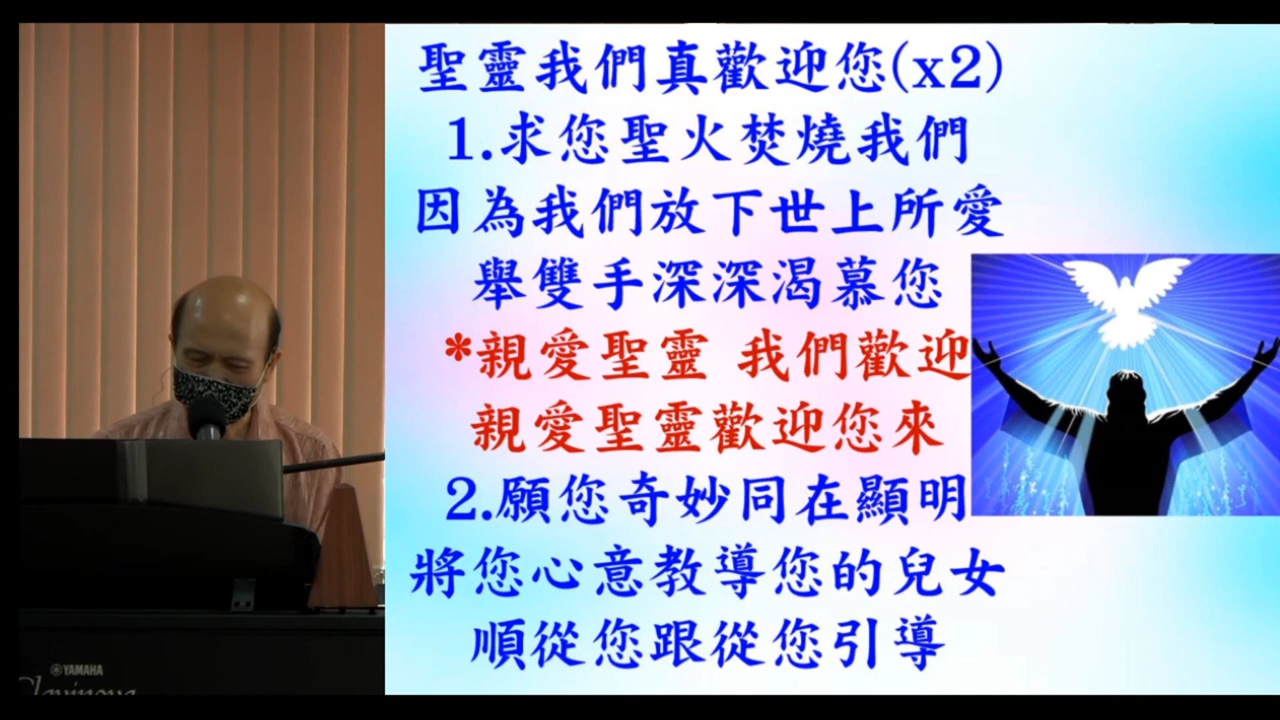 聖靈我們真歡迎您(x2)
1.求您聖火焚燒我們
因為我們放下世上所愛
舉雙手深深渴慕您
*親愛聖靈 我們歡迎
親愛聖靈歡迎您來
2.願您奇妙同在顯明
將您心意教導您的兒女
順從您跟從您引導
YAMAHA
Clavinova